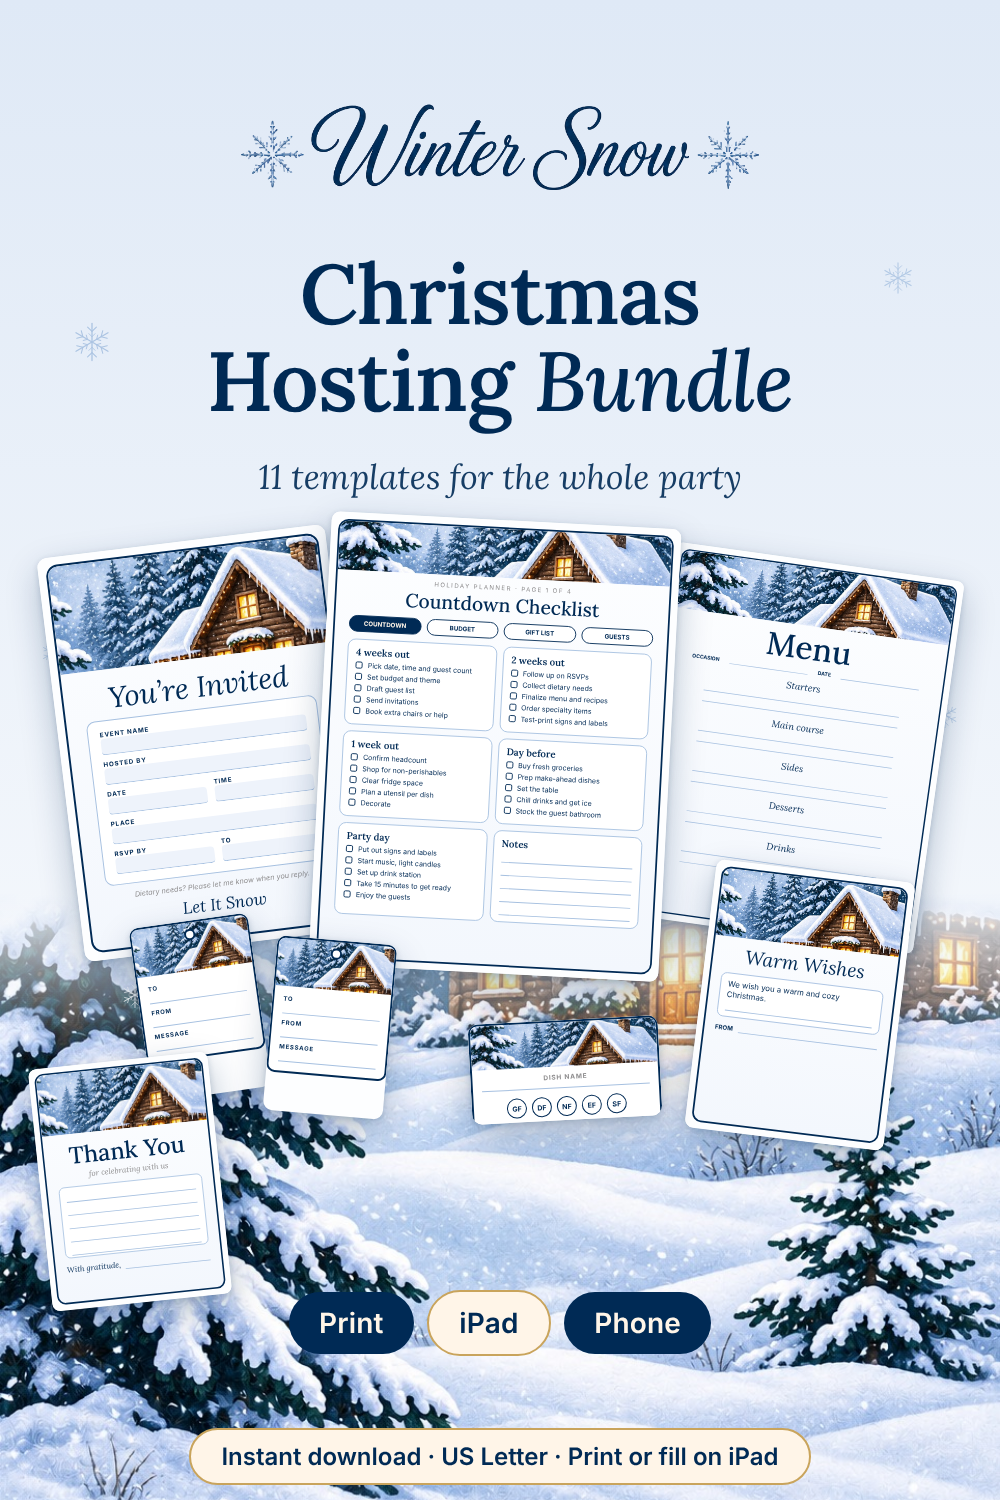 Winter Snow
Christmas
Hosting Bundle
11 templates for the whole party
You're Invited
EVENT NAME
HOSTED BY
DATE
TIME
PLACE
RSVP BY
TO
Dietary needs? Please let me know when you reply.
Let It Snow
HOLIDAY PLANNER · PAGE 1 OF 4
Countdown Checklist
COUNTDOWN
BUDGET
GIFT LIST
GUESTS
4 weeks out
Pick date, time and guest count
Set budget and theme
Draft guest list
Send invitations
Book extra chairs or help
2 weeks out
Follow up on RSVPs
Collect dietary needs
Finalize menu and recipes
Order specialty items
Test-print signs and labels
1 week out
Confirm headcount
Shop for non-perishables
Clear fridge space
Plan a utensil per dish
Decorate
Day before
Buy fresh groceries
Prep make-ahead dishes
Set the table
Chill drinks and get ice
Stock the guest bathroom
Party day
Put out signs and labels
Start music, light candles
Set up drink station
Take 15 minutes to get ready
Enjoy the guests
Notes
Menu
OCCASION
DATE
Starters
Main course
Sides
Desserts
Drinks
TO
FROM
MESSAGE
TO
FROM
MESSAGE
DISH NAME
GF DF NF EF SF
Warm Wishes
We wish you a warm and cozy
Christmas.
FROM
Thank You
for celebrating with us
With gratitude,
Print
iPad
Phone
Instant download · US Letter · Print or fill on iPad